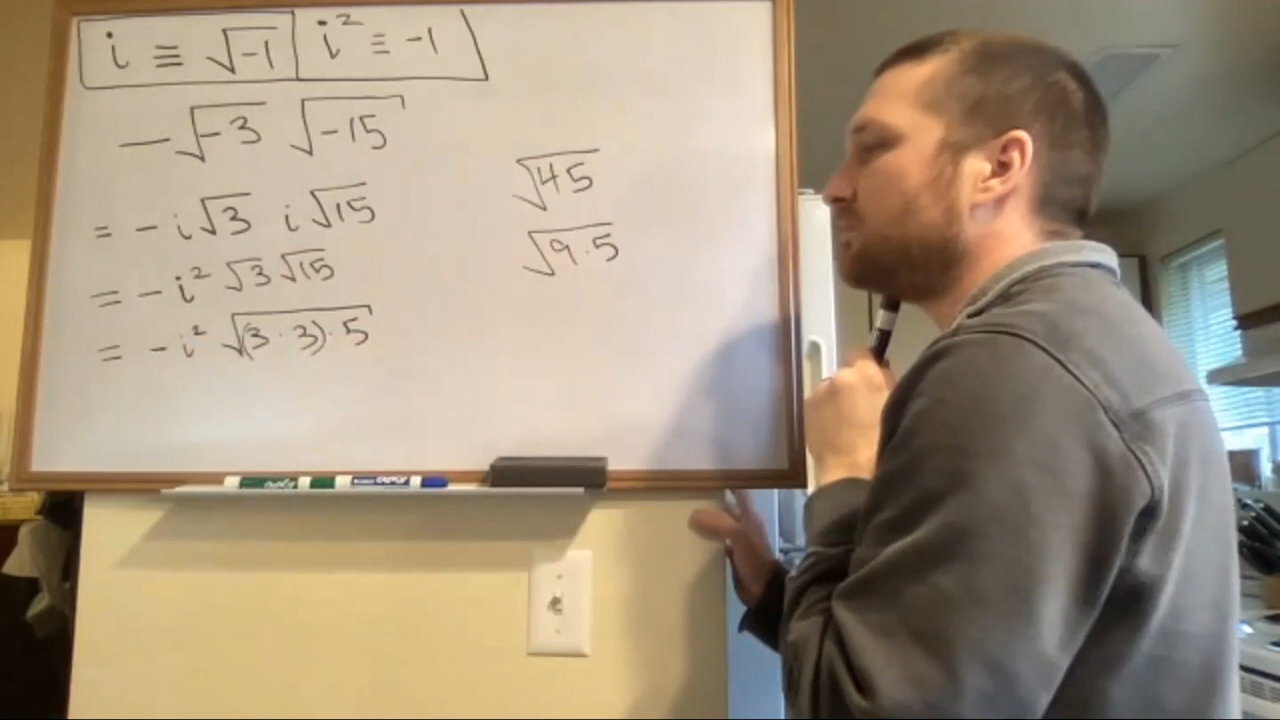 i ≡ √-1 i² ≡ -1
- √-3 √-15
= - i√3 i√15
= - i² √3 √15
= - i² √(3 · 3) · 5
√45
√9 · 5